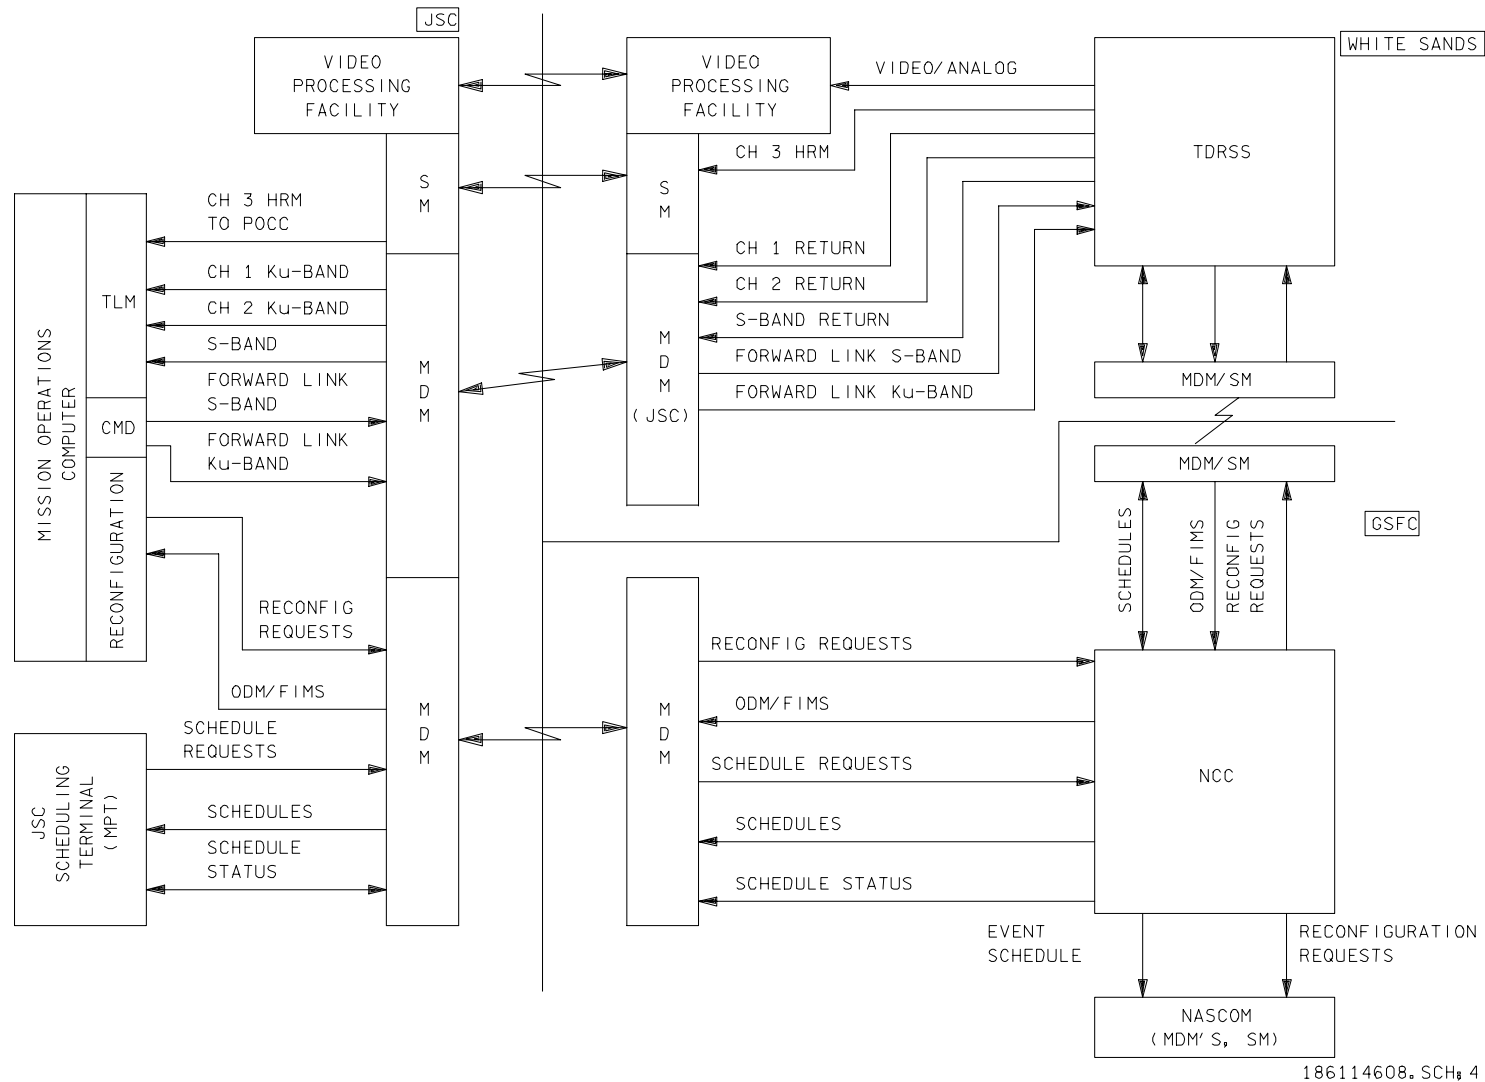 JSC
WHITE SANDS
VIDEO
PROCESSING
FACILITY
VIDEO
PROCESSING
FACILITY
VIDEO/ANALOG
TDRSS
CH 3 HRM
S
M
S
M
CH 3 HRM
TO POCC
CH 1 RETURN
CH 1 Ku-BAND
CH 2 RETURN
TLM
CH 2 Ku-BAND
S-BAND RETURN
S-BAND
FORWARD LINK S-BAND
M
D
M
M
D
M
(JSC)
MDM/SM
FORWARD LINK
S-BAND
FORWARD LINK Ku-BAND
CMD
FORWARD LINK
Ku-BAND
MISSION OPERATIONS
COMPUTER
RECONFIGURATION
MDM/SM
GSFC
SCHEDULES
ODM/FIMS
RECONFIG
REQUESTS
RECONFIG
REQUESTS
RECONFIG REQUESTS
ODM/FIMS
ODM/FIMS
SCHEDULE
REQUESTS
M
D
M
M
D
M
SCHEDULE REQUESTS
NCC
JSC
SCHEDULING
TERMINAL
(MPT)
SCHEDULES
SCHEDULES
SCHEDULE
STATUS
SCHEDULE STATUS
EVENT
SCHEDULE
RECONFIGURATION
REQUESTS
NASCOM
(MDM'S, SM)
186114608.SCH;4